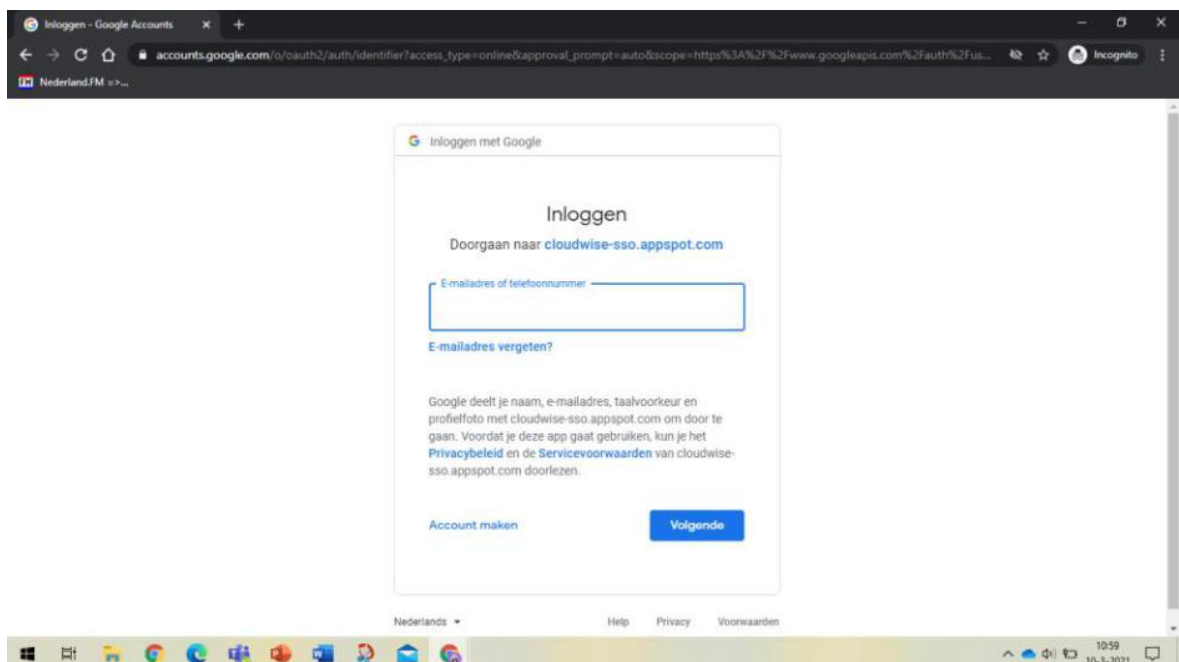 Inloggen - Google Accounts
accounts.google.com/o/oauth2/auth/identifier?access_type=online&approval_prompt=auto&scope=https%3A%2F%2Fwww.googleapis.com%2Fauth%2Fus... Incognito
FM Nederland.FM =>...
Inloggen met Google
Inloggen
Doorgaan naar cloudwise-sso.appspot.com
E-mailadres of telefoonnummer
E-mailadres vergeten?
Google deelt je naam, e-mailadres, taalvoorkeur en
profielfoto met cloudwise-sso.appspot.com om door te
gaan. Voordat je deze app gaat gebruiken, kun je het
Privacybeleid en de Servicevoorwaarden van cloudwise-
sso.appspot.com doorlezen.
Account maken Volgende
Nederlands Help Privacy Voorwaarden
10:59
10-3-2021